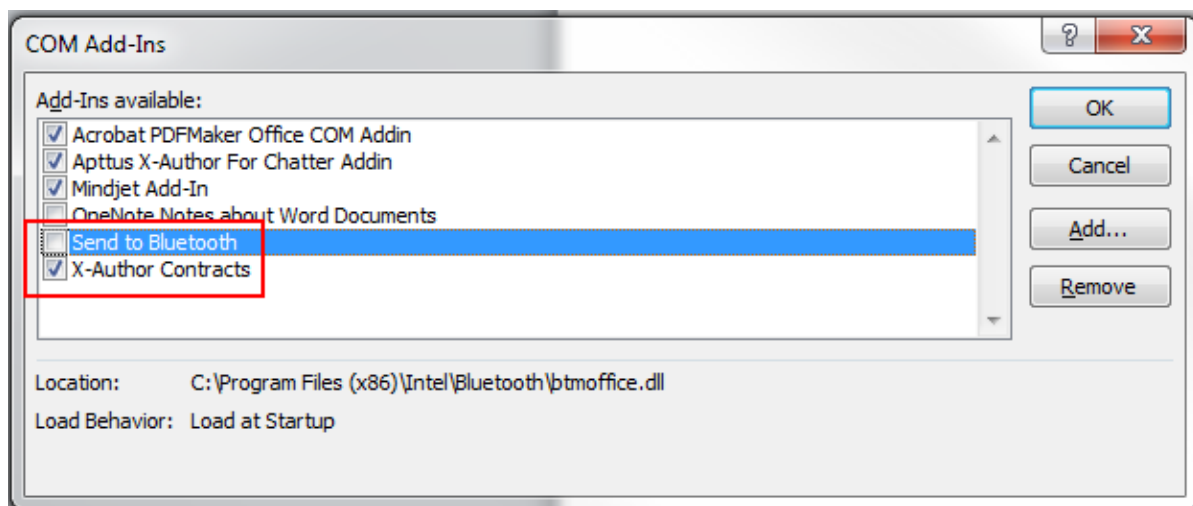 COM Add-Ins
Add-Ins available:
Acrobat PDFMaker Office COM Addin
Apttus X-Author For Chatter Addin
Mindjet Add-In
OneNote Notes about Word Documents
Send to Bluetooth
X-Author Contracts
OK
Cancel
Add...
Remove
Location: C:\Program Files (x86)\Intel\Bluetooth\btmoffice.dll
Load Behavior: Load at Startup